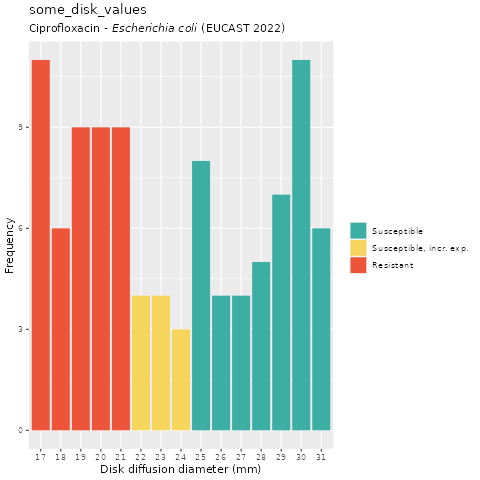 some_disk_values
Ciprofloxacin - Escherichia coli (EUCAST 2022)
Frequency
9
6
3
0
17 18 19 20 21 22 23 24 25 26 27 28 29 30 31
Disk diffusion diameter (mm)
Susceptible
Susceptible, incr. exp.
Resistant